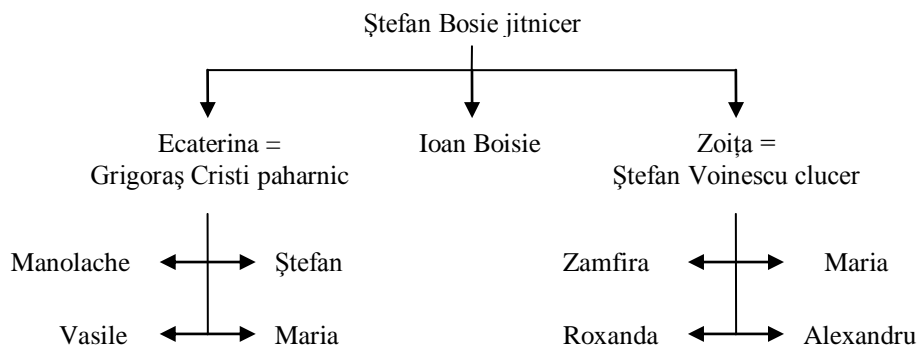 Ştefan Bosie jitnicer
Ecaterina =
Grigoraş Cristi paharnic
Ioan Boisie
Zoiţa =
Ştefan Voinescu clucer
Manolache
Ştefan
Zamfira
Maria
Vasile
Maria
Roxanda
Alexandru